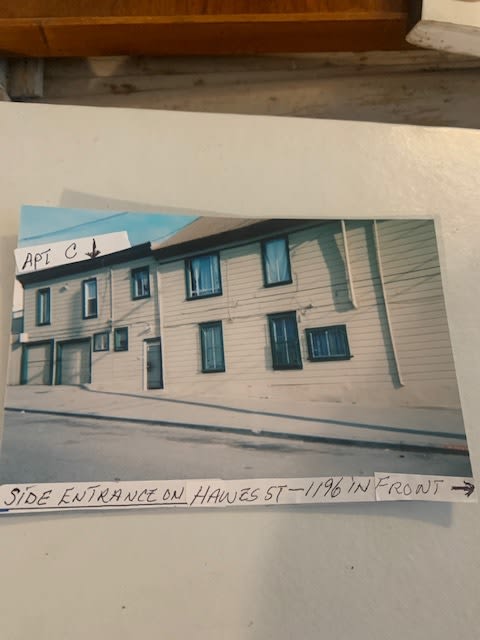 APT C ↓
SIDE ENTRANCE ON HAWES ST - 1196 IN FRONT →